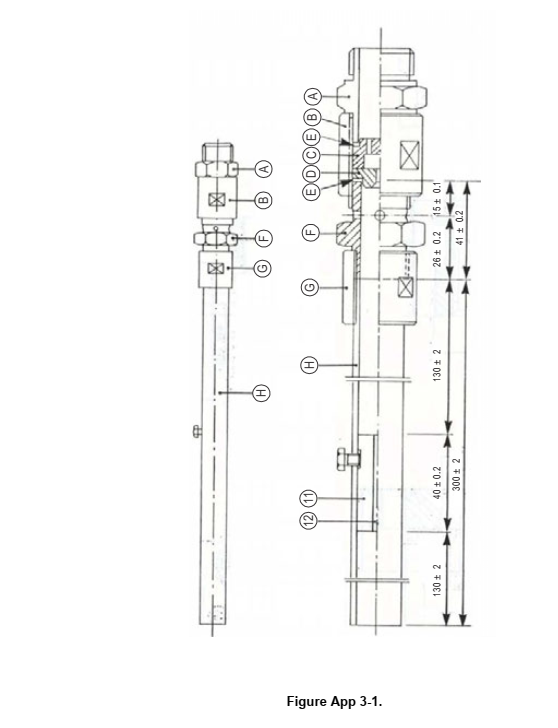 A
B
F
G
H
A
B
E
C
D
E
F
G
H
11
12
15 ± 0.1
26 ± 0.2
41 ± 0.2
130 ± 2
40 ± 0.2
300 ± 2
130 ± 2
Figure App 3-1.